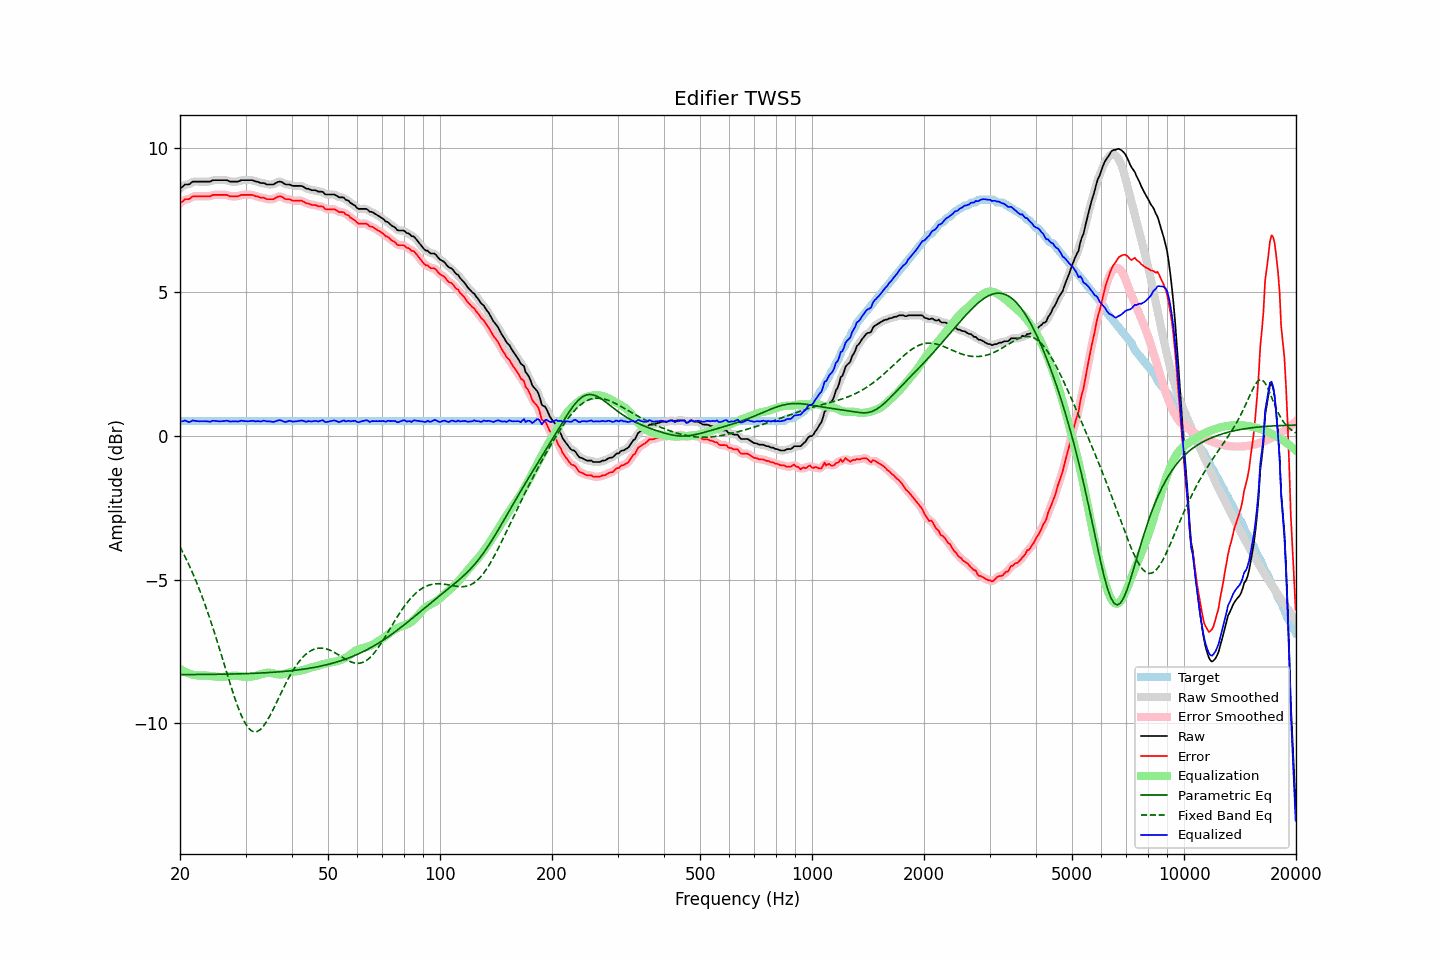 Edifier TWS5
Amplitude (dBr)
10
5
0
−5
−10
20
50
100
200
500
1000
2000
5000
10000
20000
Frequency (Hz)
Target
Raw Smoothed
Error Smoothed
Raw
Error
Equalization
Parametric Eq
Fixed Band Eq
Equalized